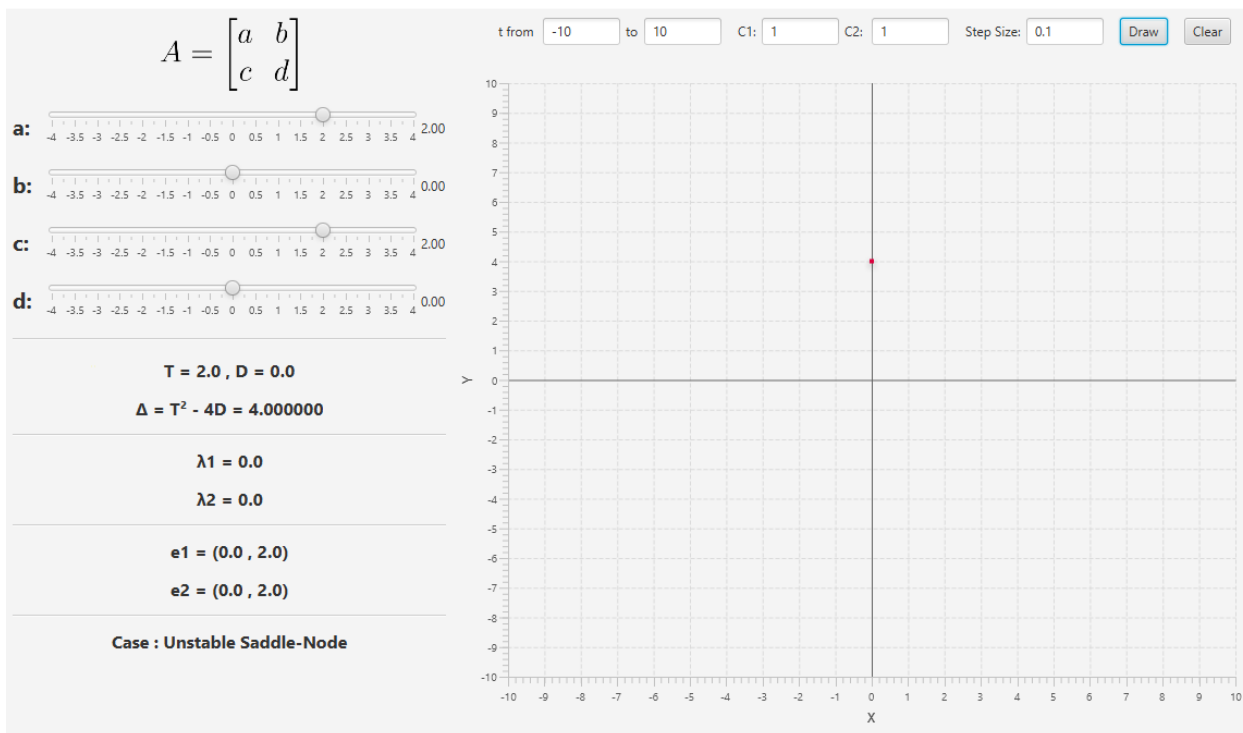 A = [a b
c d]
a: -4 -3.5 -3 -2.5 -2 -1.5 -1 -0.5 0 0.5 1 1.5 2 2.5 3 3.5 4 2.00
b: -4 -3.5 -3 -2.5 -2 -1.5 -1 -0.5 0 0.5 1 1.5 2 2.5 3 3.5 4 0.00
c: -4 -3.5 -3 -2.5 -2 -1.5 -1 -0.5 0 0.5 1 1.5 2 2.5 3 3.5 4 2.00
d: -4 -3.5 -3 -2.5 -2 -1.5 -1 -0.5 0 0.5 1 1.5 2 2.5 3 3.5 4 0.00
T = 2.0 , D = 0.0
Δ = T² - 4D = 4.000000
λ1 = 0.0
λ2 = 0.0
e1 = (0.0 , 2.0)
e2 = (0.0 , 2.0)
Case : Unstable Saddle-Node
t from -10 to 10 C1: 1 C2: 1 Step Size: 0.1 Draw Clear
10
9
8
7
6
5
4
3
2
1
0
-1
-2
-3
-4
-5
-6
-7
-8
-9
-10
Y
-10 -9 -8 -7 -6 -5 -4 -3 -2 -1 0 1 2 3 4 5 6 7 8 9 10
X